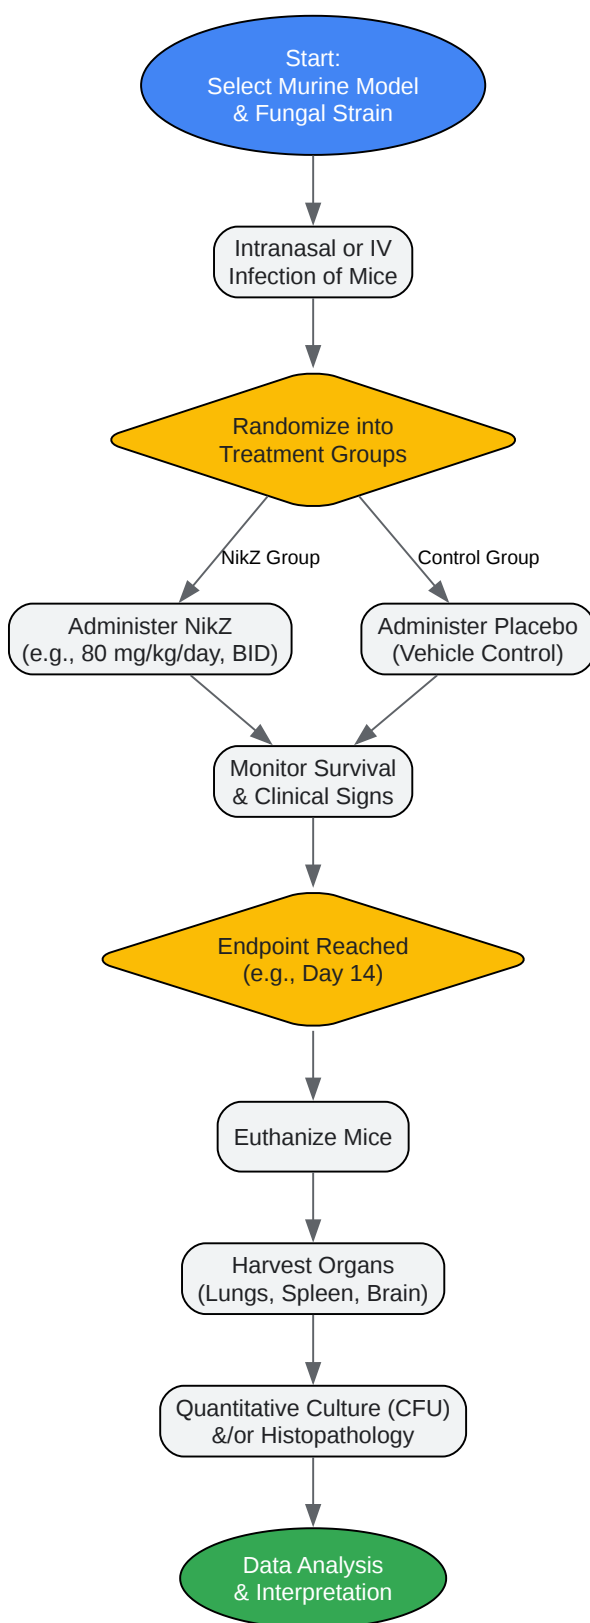 Start:
Select Murine Model
& Fungal Strain
Intranasal or IV
Infection of Mice
Randomize into
Treatment Groups
NikZ Group
Control Group
Administer NikZ
(e.g., 80 mg/kg/day, BID)
Administer Placebo
(Vehicle Control)
Monitor Survival
& Clinical Signs
Endpoint Reached
(e.g., Day 14)
Euthanize Mice
Harvest Organs
(Lungs, Spleen, Brain)
Quantitative Culture (CFU)
&/or Histopathology
Data Analysis
& Interpretation